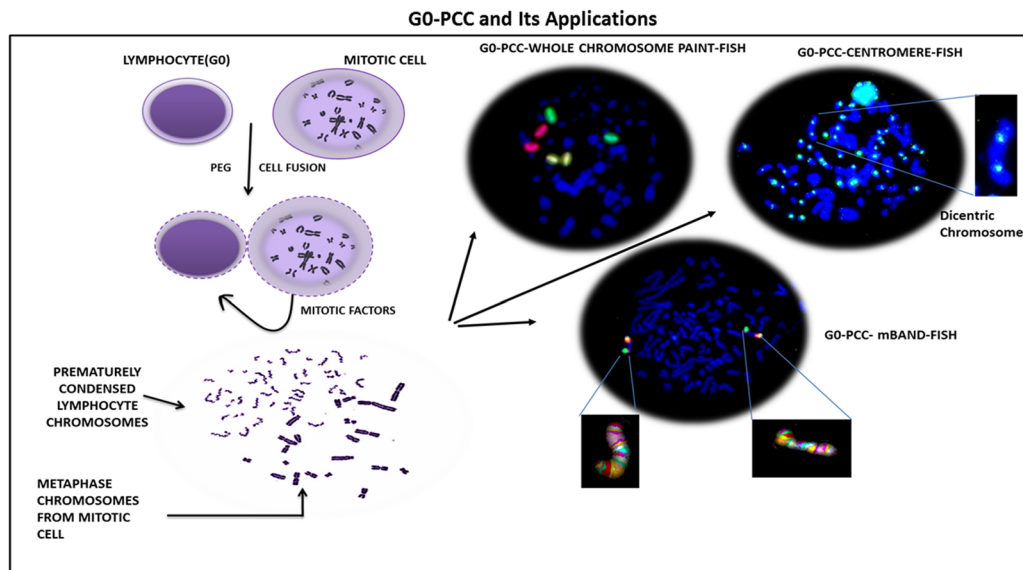 G0-PCC and Its Applications
LYMPHOCYTE(G0)
MITOTIC CELL
PEG
CELL FUSION
MITOTIC FACTORS
PREMATURELY
CONDENSED
LYMPHOCYTE
CHROMOSOMES
METAPHASE
CHROMOSOMES
FROM MITOTIC
CELL
G0-PCC-WHOLE CHROMOSOME PAINT-FISH
G0-PCC-CENTROMERE-FISH
Dicentric
Chromosome
G0-PCC- mBAND-FISH